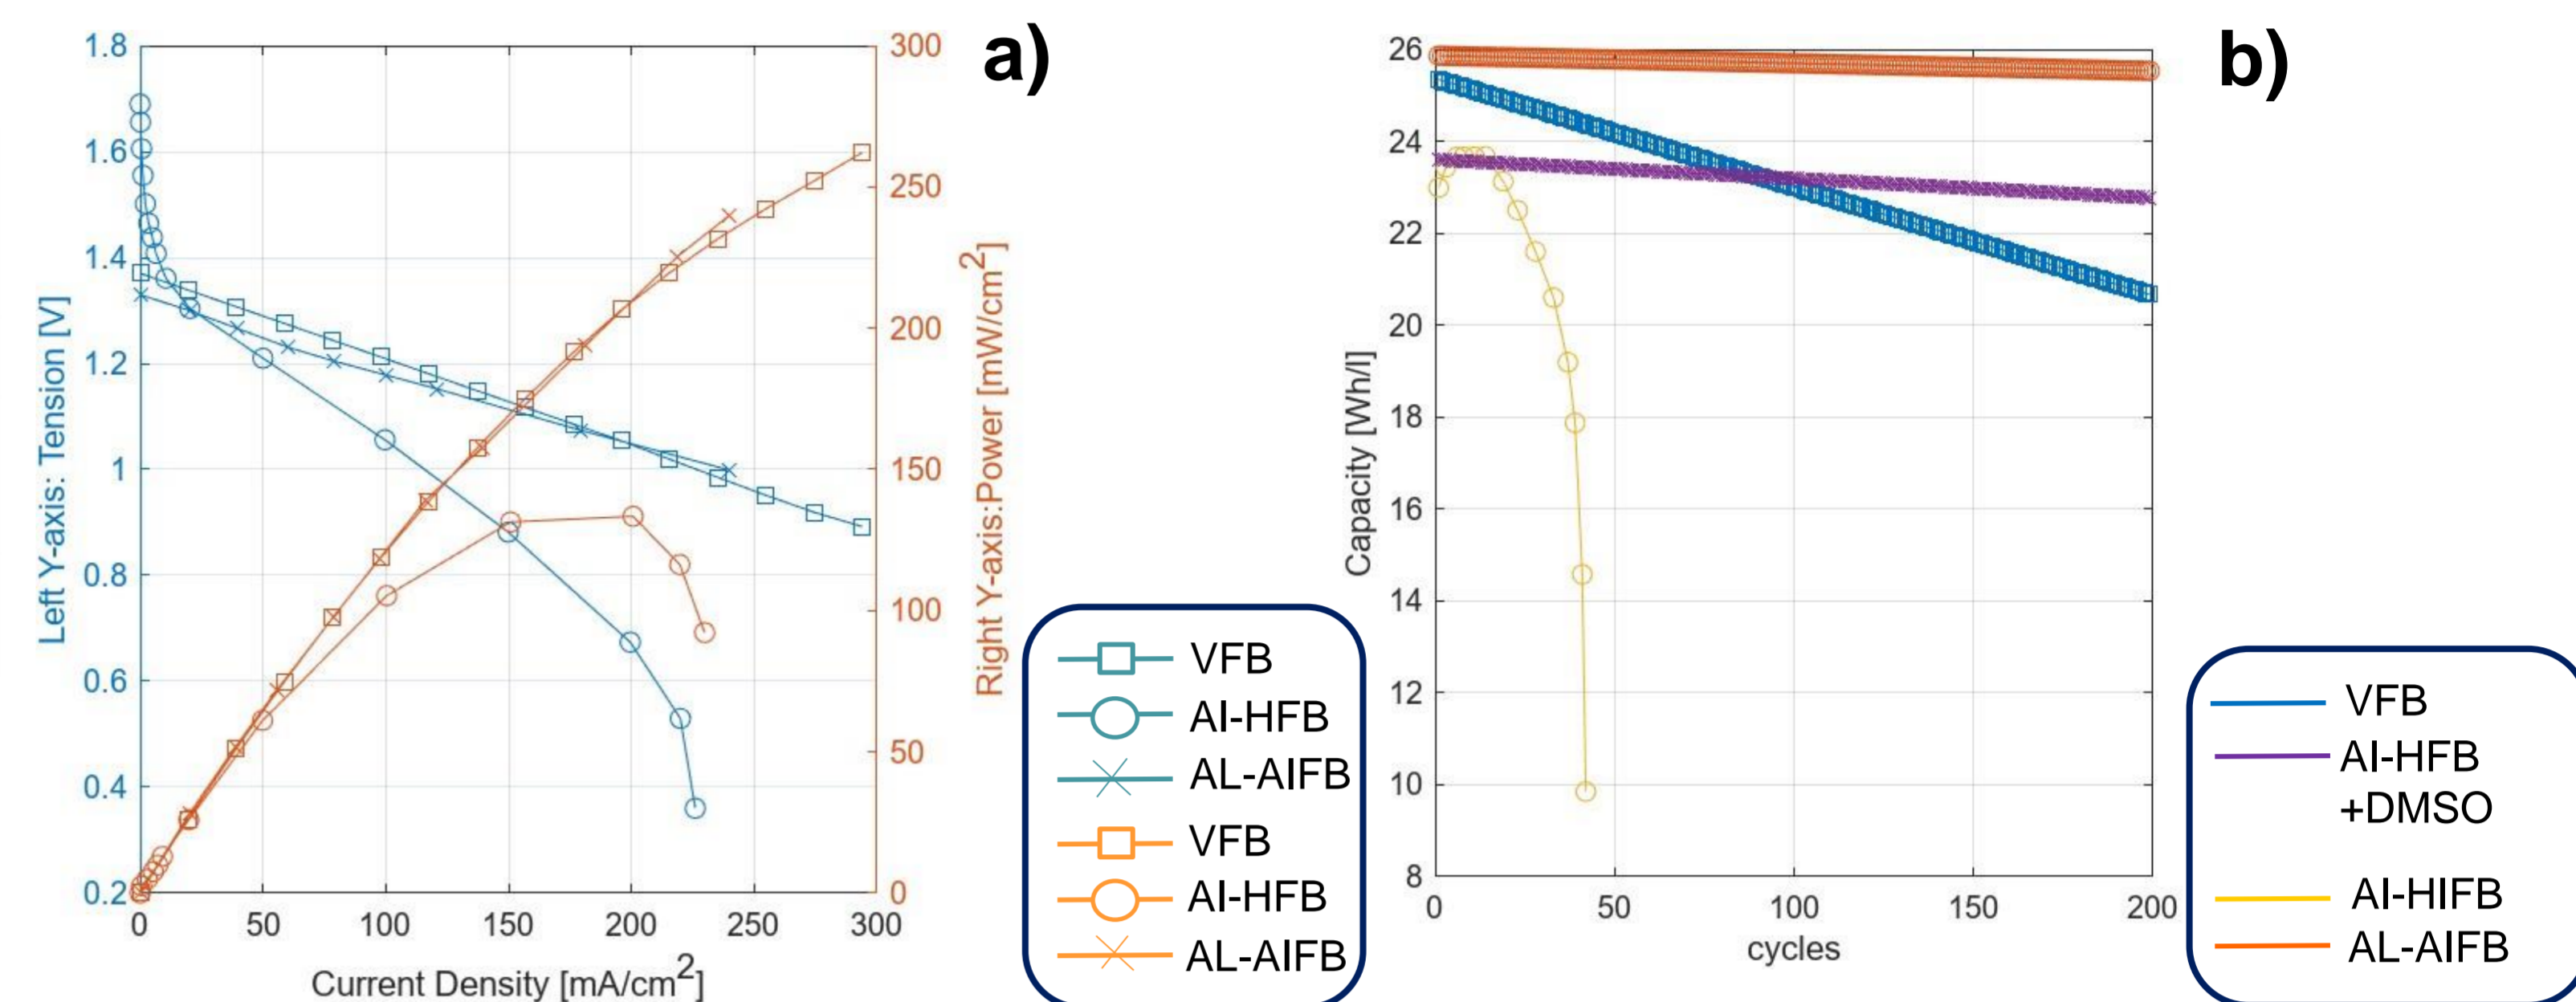 a)
1.8
1.6
1.4
1.2
1
0.8
0.6
0.4
0.2
Left Y-axis: Tension [V]
300
250
200
150
100
50
0
Right Y-axis:Power [mW/cm2]
0 50 100 150 200 250 300
Current Density [mA/cm2]
VFB
AI-HFB
AL-AIFB
VFB
AI-HFB
AL-AIFB
b)
26
24
22
20
18
16
14
12
10
8
Capacity [Wh/l]
0 50 100 150 200
cycles
VFB
AI-HFB
+DMSO
AI-HIFB
AL-AIFB